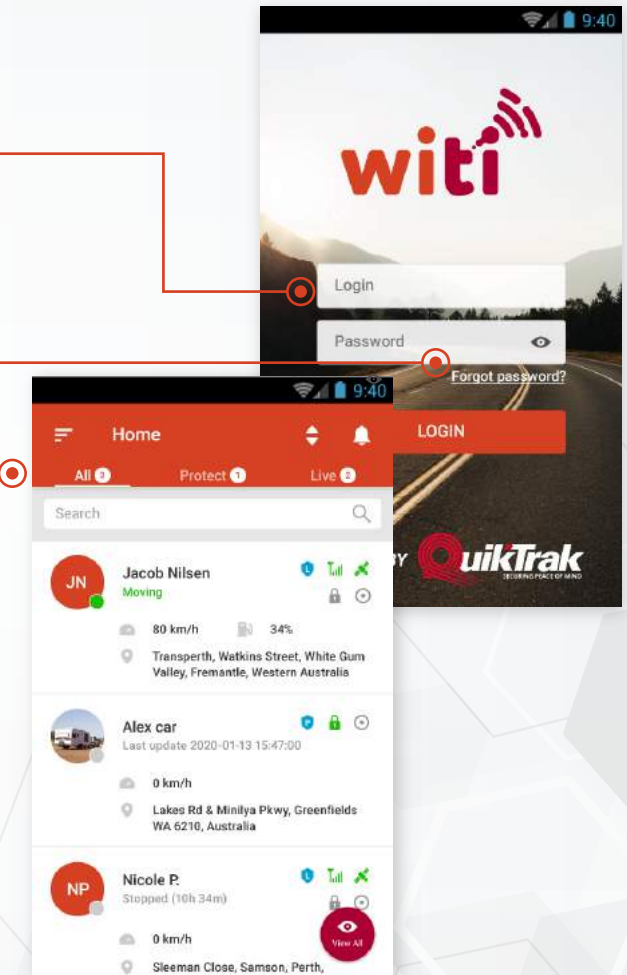 9:40
witi
Login
Password
Forgot password?
LOGIN
BY QuikTrak
SECURING PEACE OF MIND
9:40
Home
All 3
Protect 1
Live 2
Search
JN
Jacob Nilsen
Moving
80 km/h
34%
Transperth, Watkins Street, White Gum
Valley, Fremantle, Western Australia
Alex car
Last update 2020-01-13 15:47:00
0 km/h
Lakes Rd & Minilya Pkwy, Greenfields
WA 6210, Australia
NP
Nicole P.
Stopped (10h 34m)
View All
0 km/h
Sleeman Close, Samson, Perth,